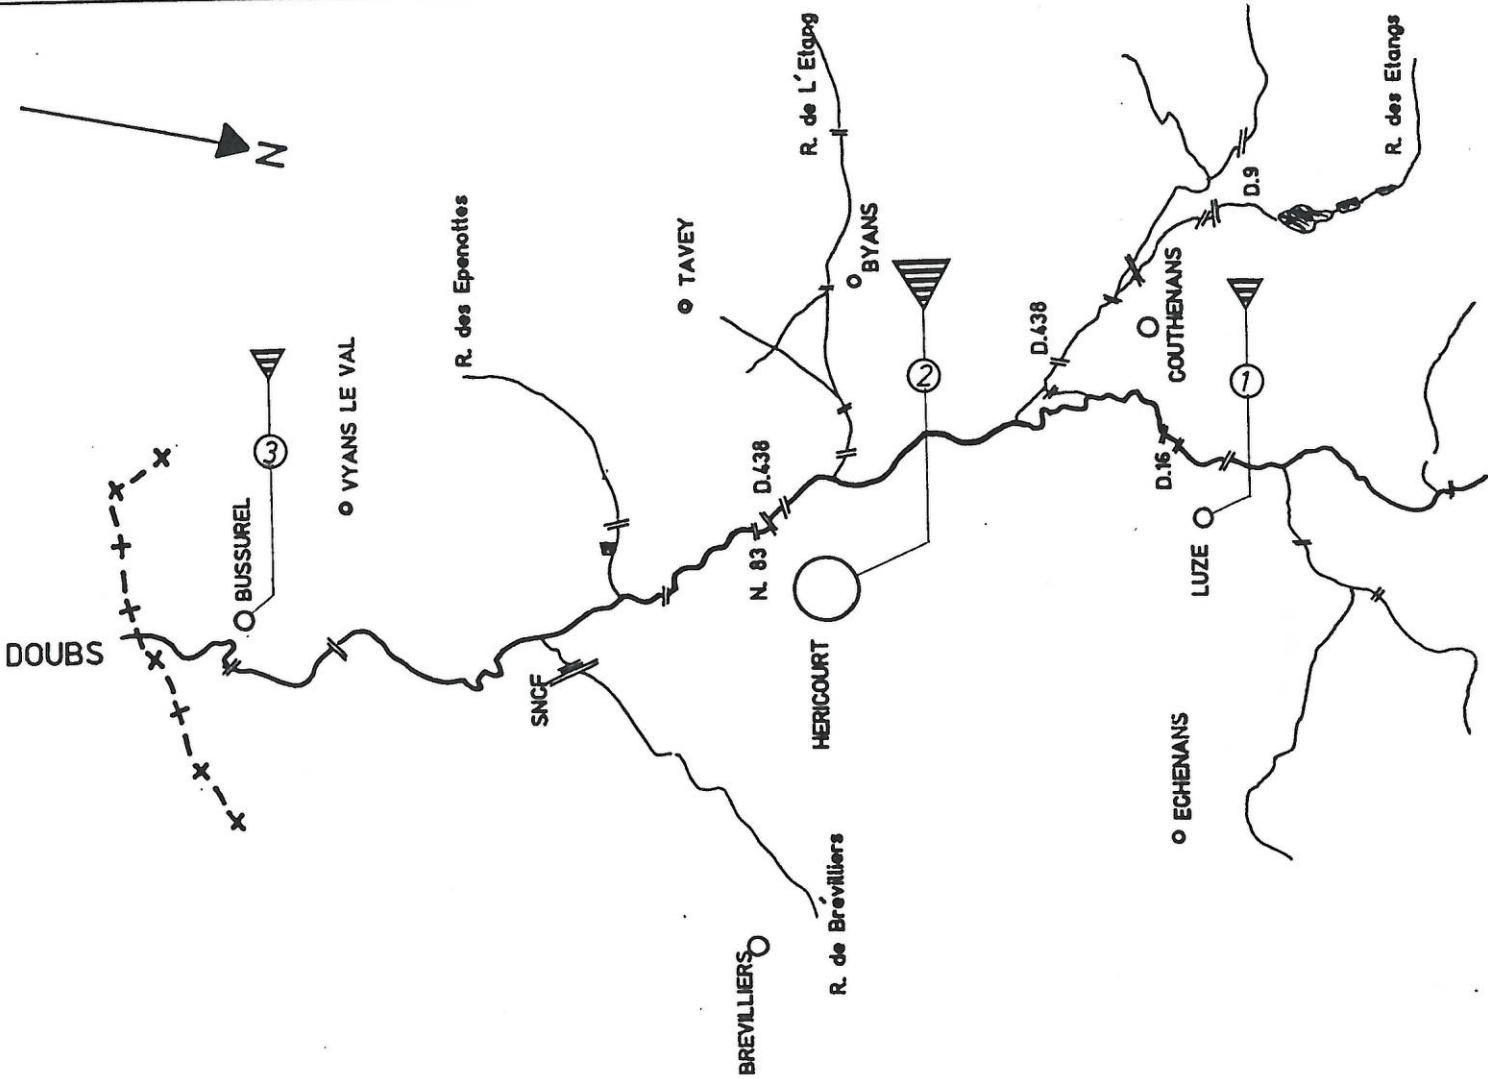 DOUBS
N
BUSSUREL
3
VYANS LE VAL
R. des Epenottes
SNCF
TAVEY
N. 83
D.438
R. de L'Etang
BYANS
HERICOURT
2
BREVILLIERS
R. de Brévilliers
D.438
COUTHENANS
D.9
R. des Etangs
D.16
LUZE
1
ECHENANS